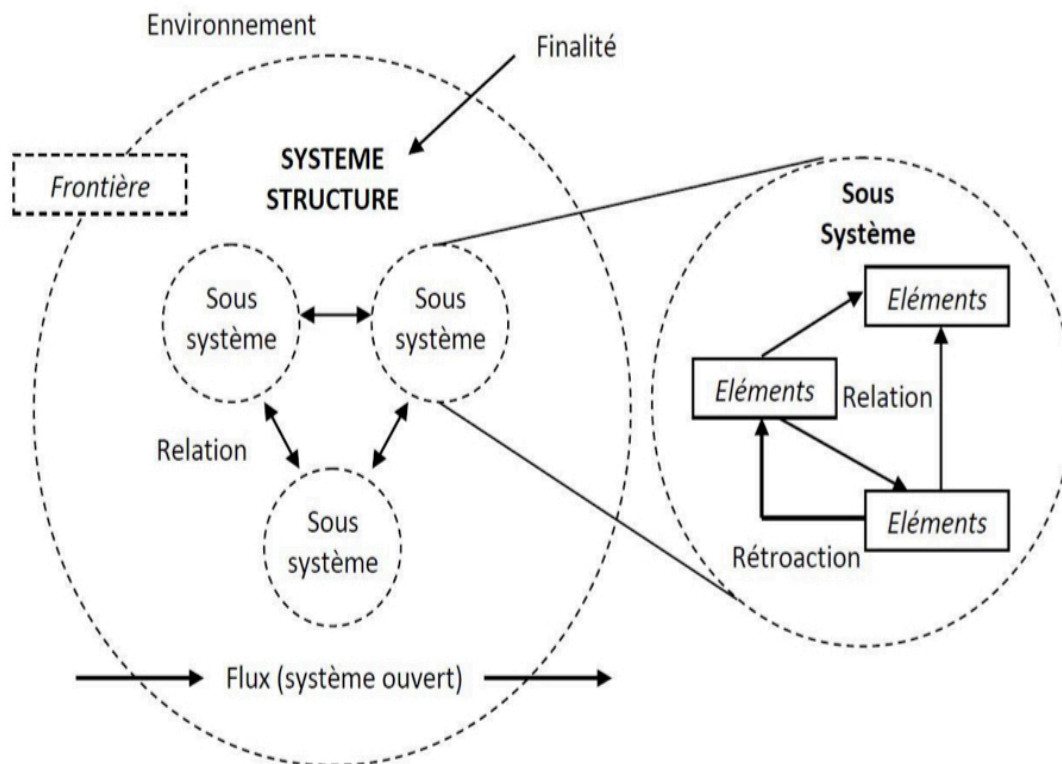 Environnement
Finalité
Frontière
SYSTEME
STRUCTURE
Sous
système
Sous
système
Relation
Sous
système
Flux (système ouvert)
Sous
Système
Eléments
Eléments
Relation
Eléments
Rétroaction